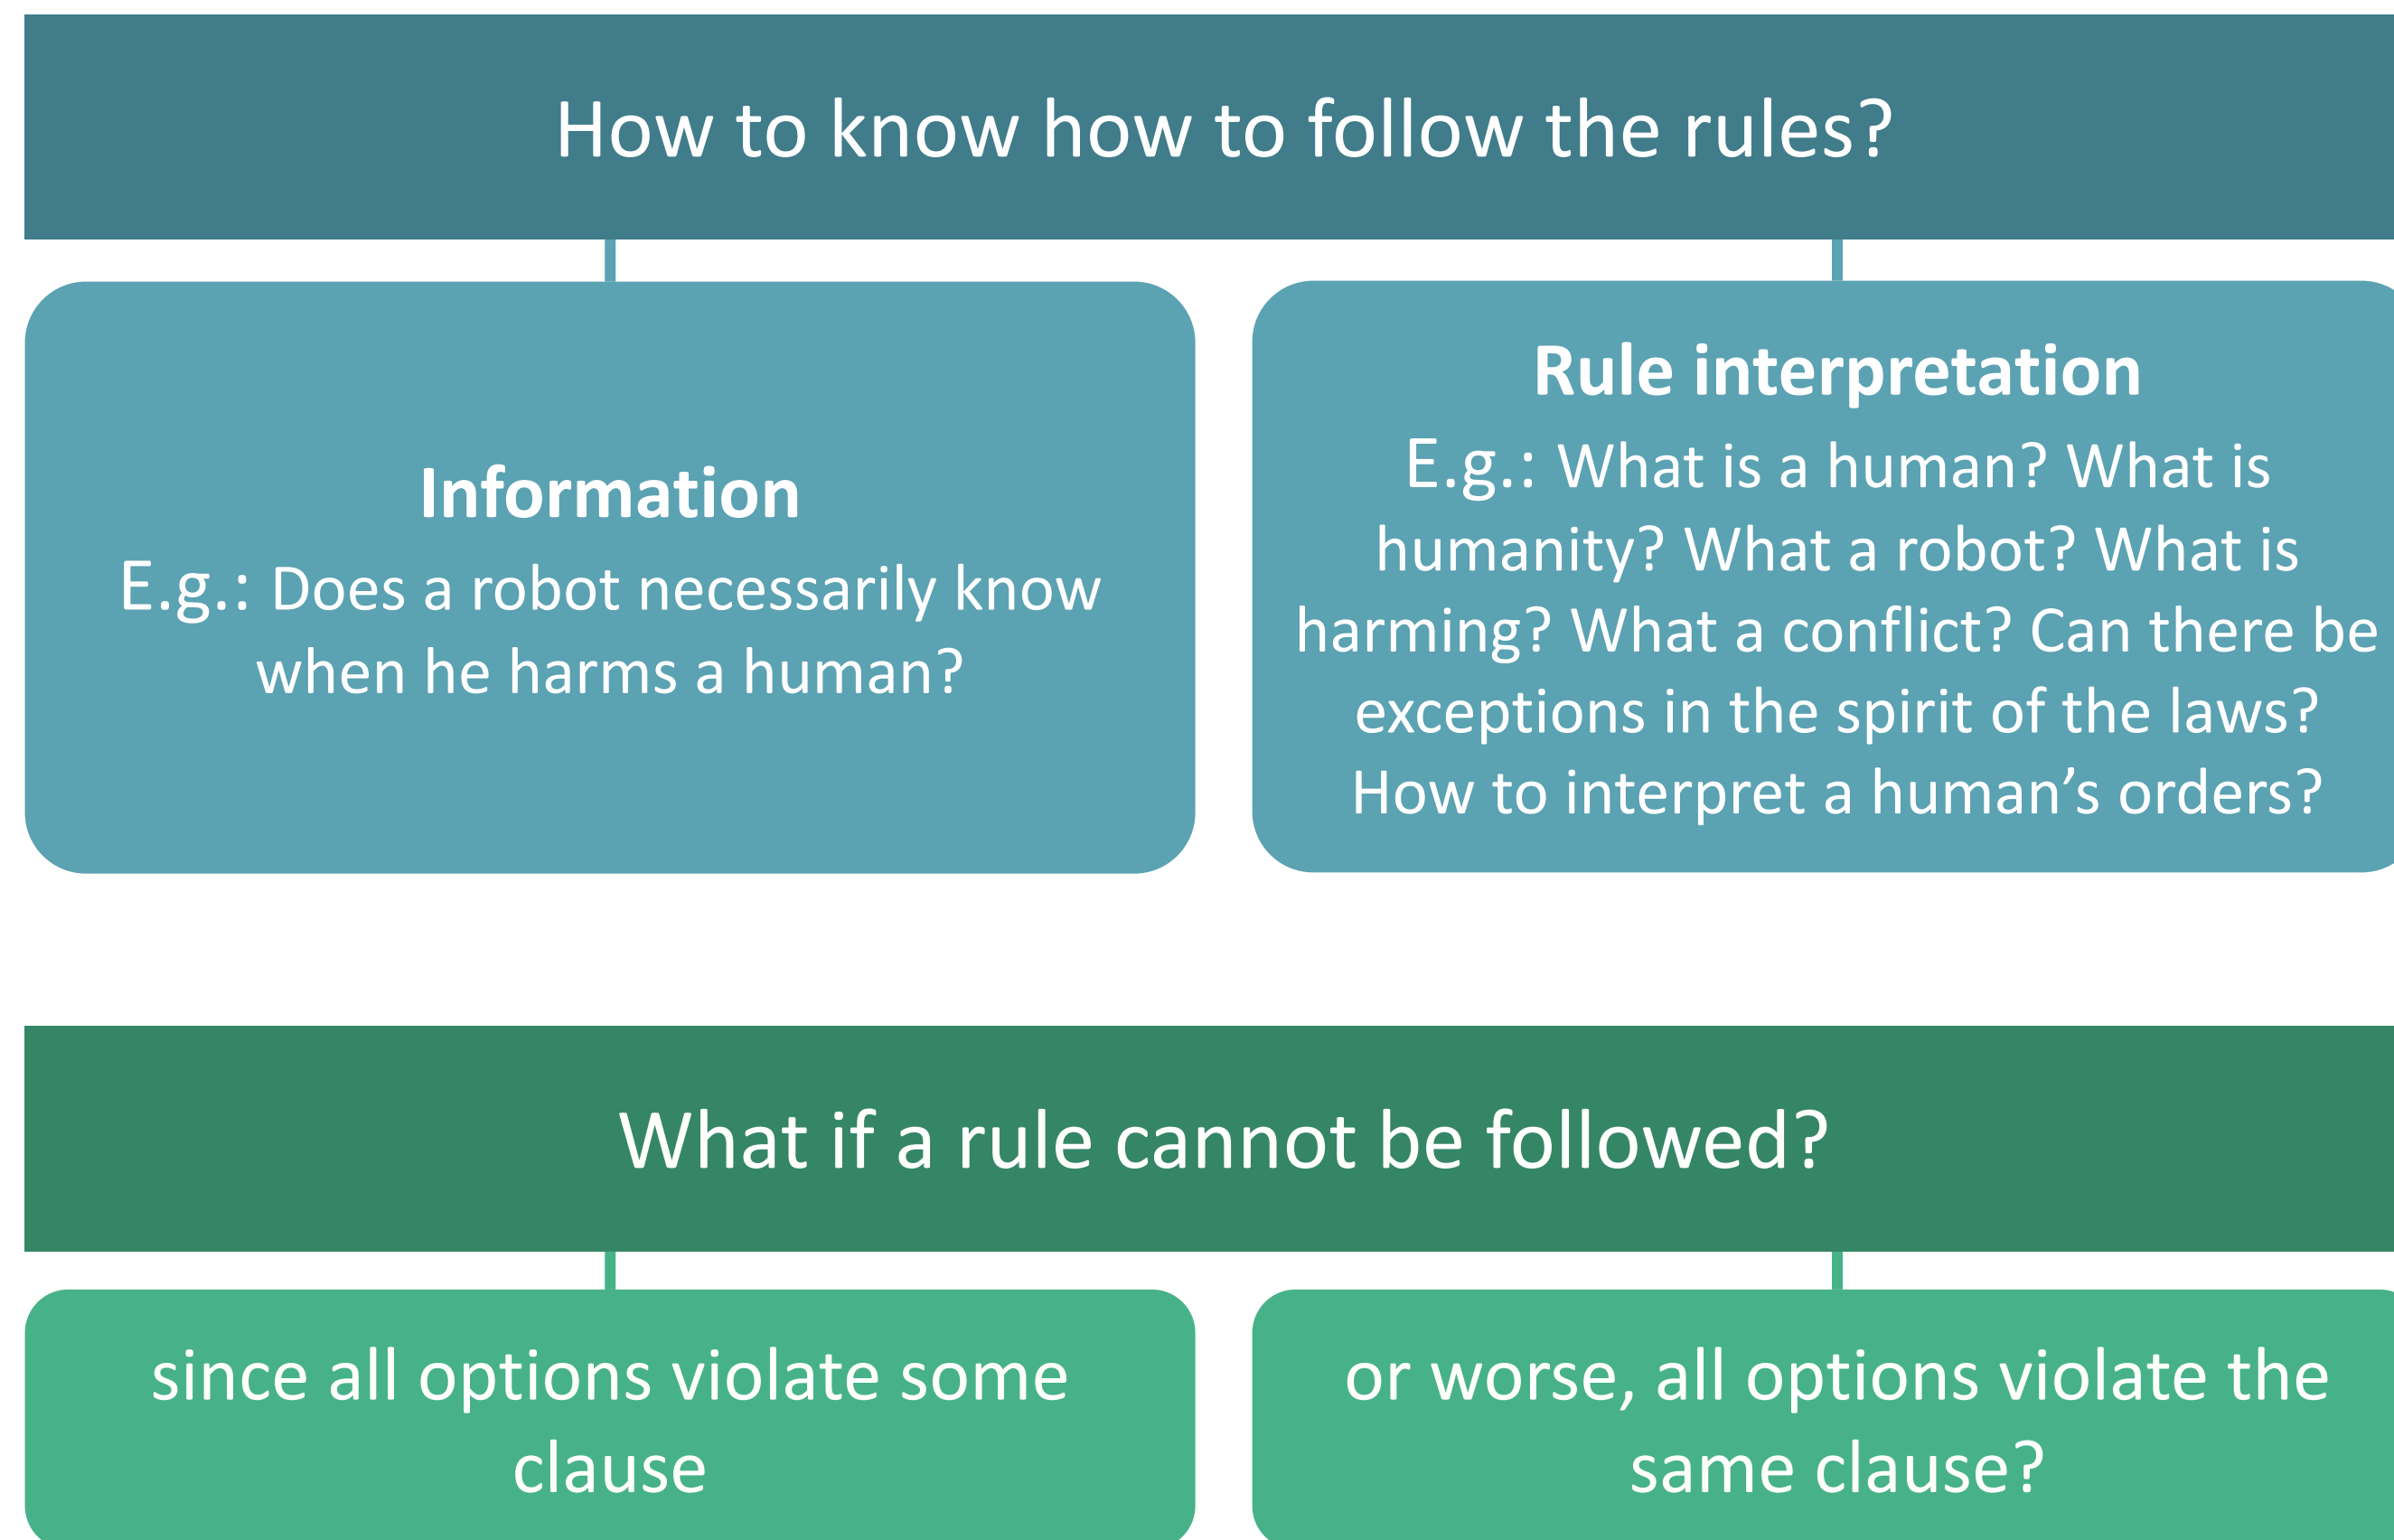 How to know how to follow the rules?
Information
E.g.: Does a robot necessarily know
when he harms a human?
Rule interpretation
E.g.: What is a human? What is
humanity? What a robot? What is
harming? What a conflict? Can there be
exceptions in the spirit of the laws?
How to interpret a human’s orders?
What if a rule cannot be followed?
since all options violate some
clause
or worse, all options violate the
same clause?